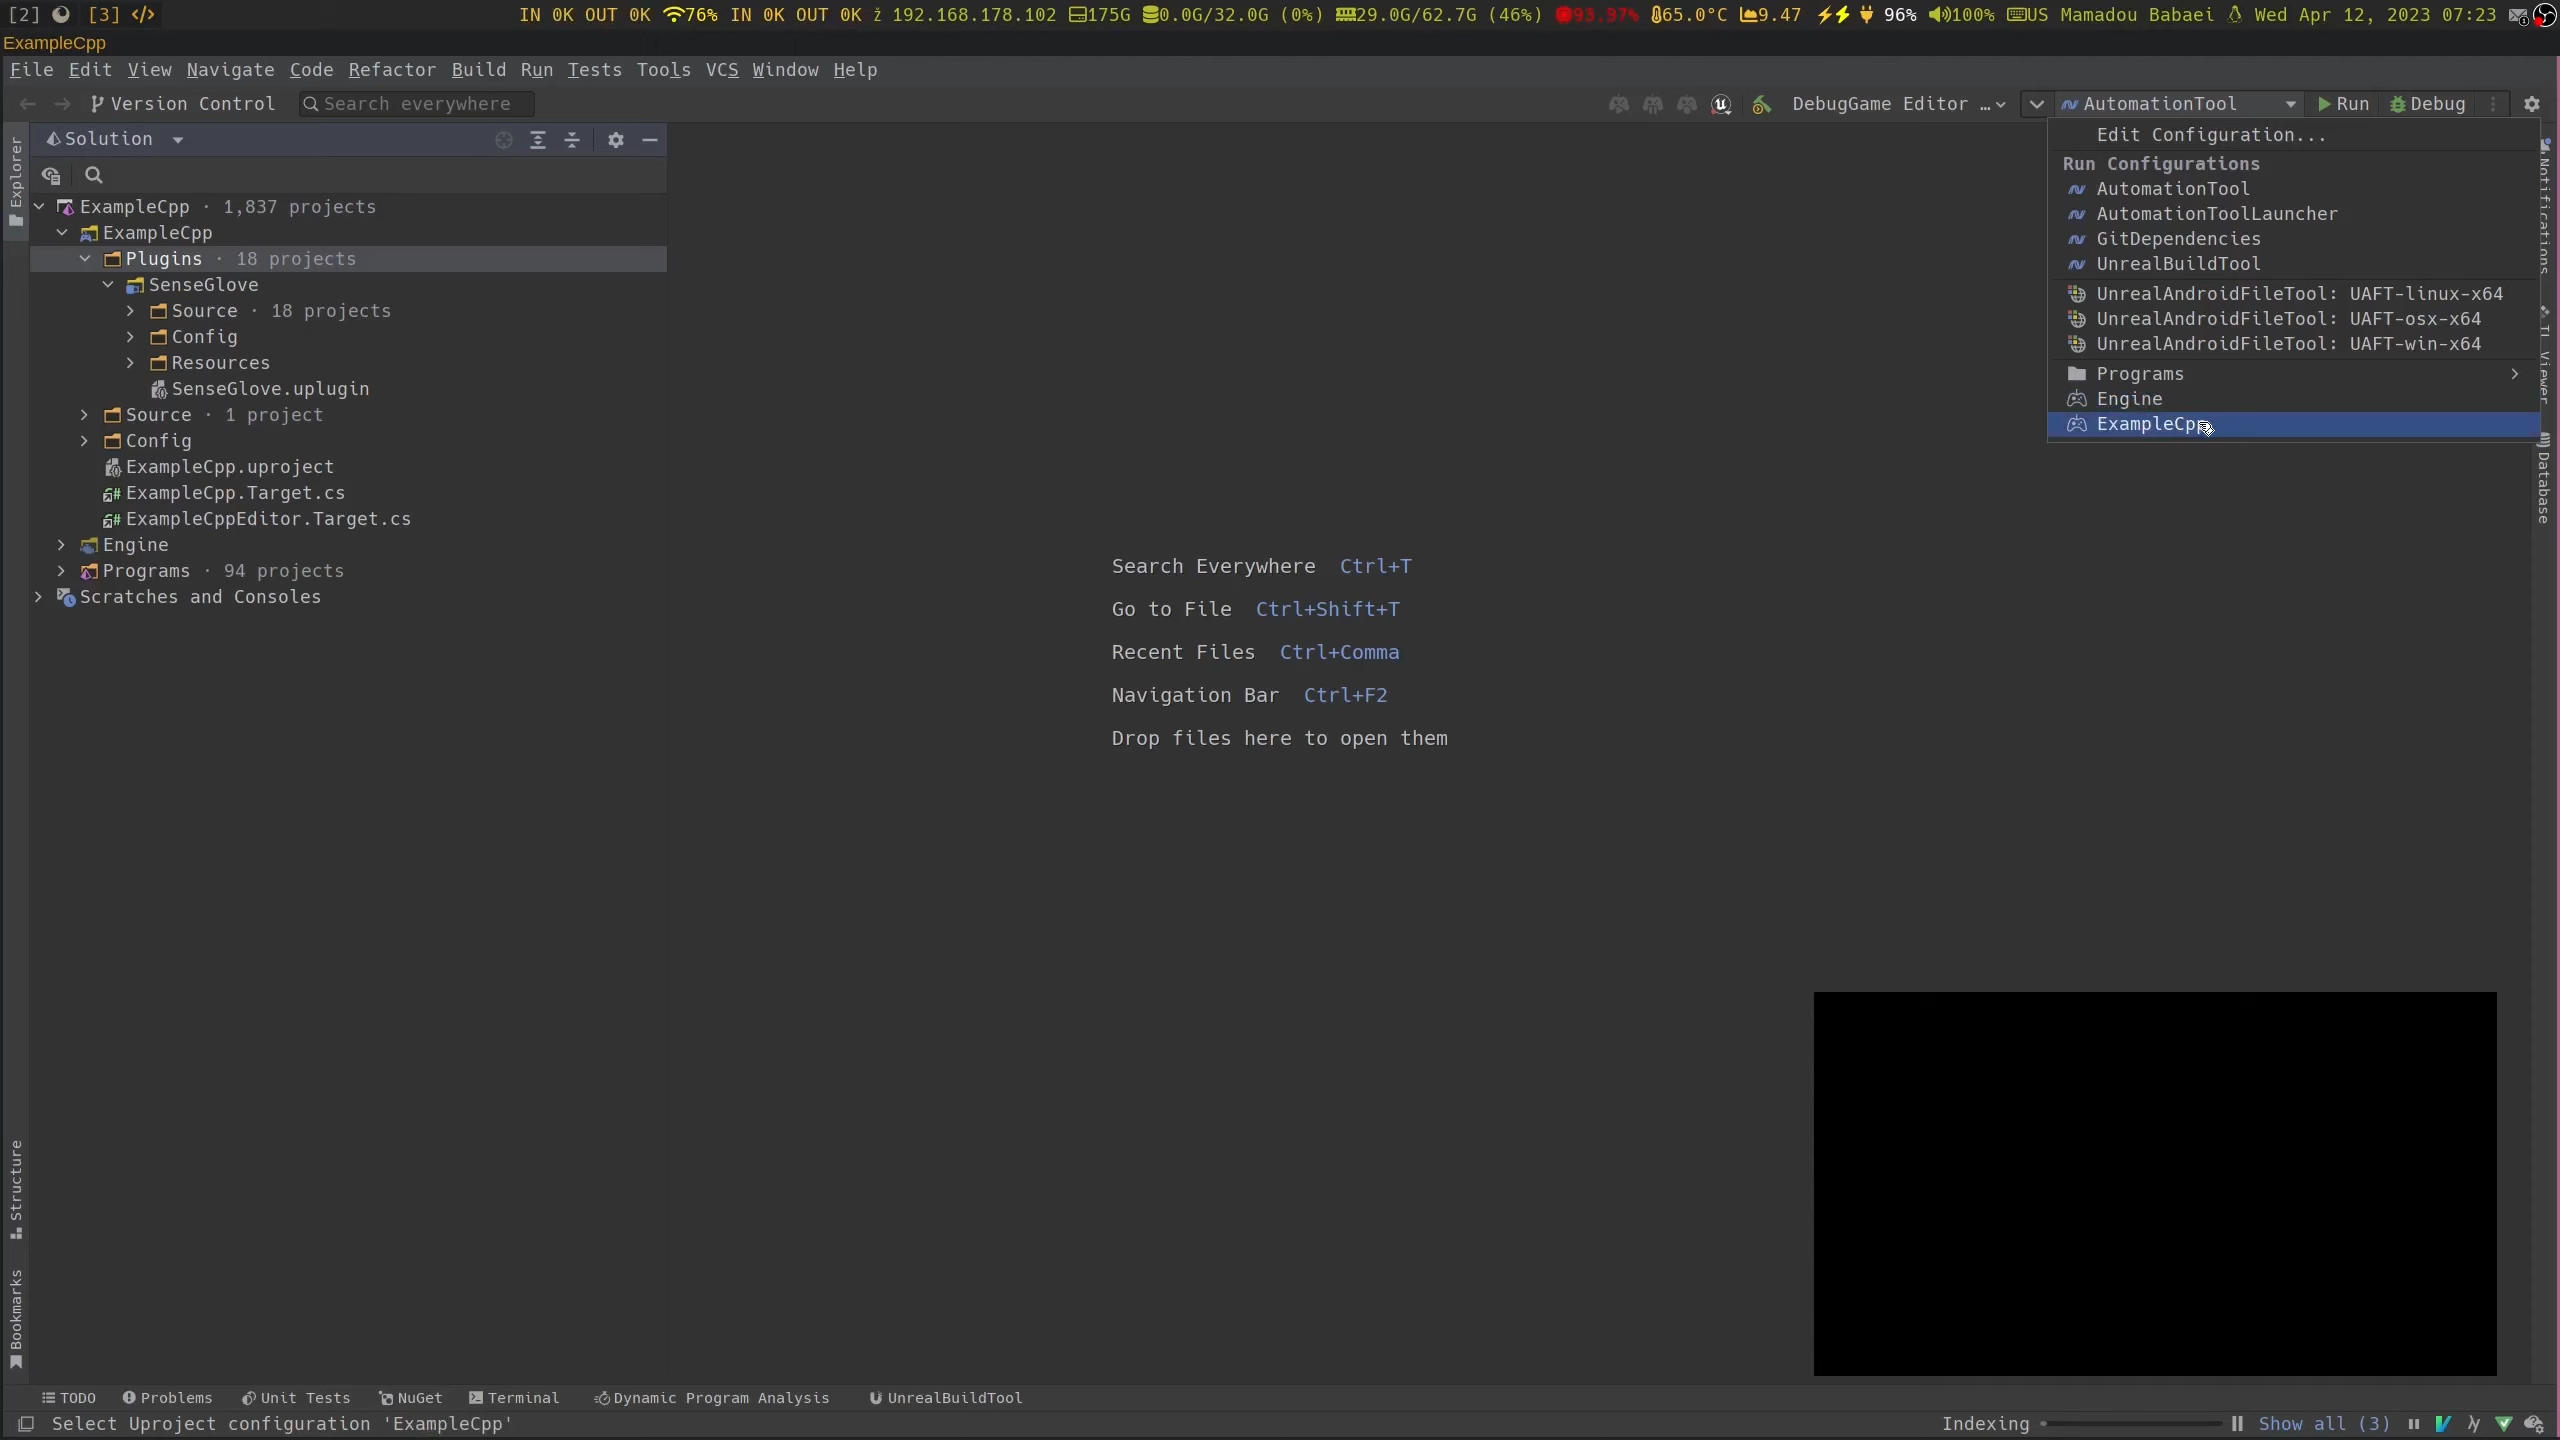 [2] [3] </> IN 0K OUT 0K 76% IN 0K OUT 0K ż 192.168.178.102 175G 0.0G/32.0G (0%) 29.0G/62.7G (46%) 93.97% 65.0°C 9.47 96% 100% US Mamadou Babaei Wed Apr 12, 2023 07:23
ExampleCpp
File Edit View Navigate Code Refactor Build Run Tests Tools VCS Window Help
Version Control Search everywhere DebugGame Editor … AutomationTool Run Debug
Solution
Edit Configuration...
Run Configurations
AutomationTool
AutomationToolLauncher
GitDependencies
UnrealBuildTool
UnrealAndroidFileTool: UAFT-linux-x64
UnrealAndroidFileTool: UAFT-osx-x64
UnrealAndroidFileTool: UAFT-win-x64
Programs
Engine
ExampleCpp
Explorer
ExampleCpp · 1,837 projects
ExampleCpp
Plugins · 18 projects
SenseGlove
Source · 18 projects
Config
Resources
SenseGlove.uplugin
Source · 1 project
Config
ExampleCpp.uproject
ExampleCpp.Target.cs
ExampleCppEditor.Target.cs
Engine
Programs · 94 projects
Scratches and Consoles
Search Everywhere Ctrl+T
Go to File Ctrl+Shift+T
Recent Files Ctrl+Comma
Navigation Bar Ctrl+F2
Drop files here to open them
Notifications
IL Viewer
Database
Structure
Bookmarks
TODO Problems Unit Tests NuGet Terminal Dynamic Program Analysis UnrealBuildTool
Select Uproject configuration 'ExampleCpp' Indexing Show all (3)